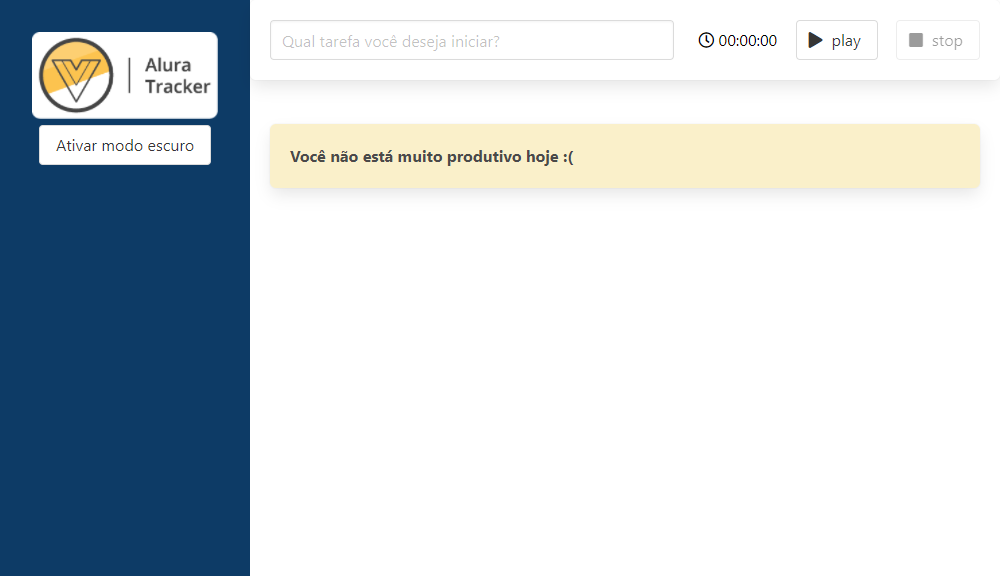 Alura
Tracker
Ativar modo escuro
Qual tarefa você deseja iniciar?
00:00:00
play
stop
Você não está muito produtivo hoje :(